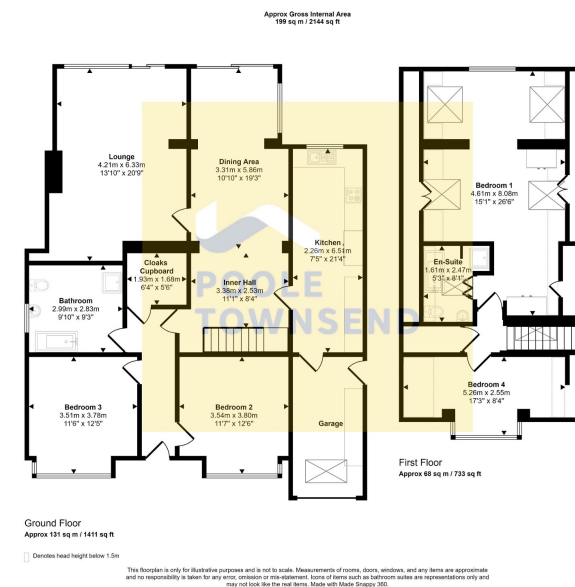 Approx Gross Internal Area
199 sq m / 2144 sq ft
Lounge
4.21m x 6.33m
13'10" x 20'9"
Dining Area
3.31m x 5.86m
10'10" x 19'3"
Kitchen
2.26m x 6.51m
7'5" x 21'4"
Cloaks
Cupboard
1.93m x 1.68m
6'4" x 5'6"
Inner Hall
3.38m x 2.53m
11'1" x 8'4"
Bathroom
2.99m x 2.83m
9'10" x 9'3"
Bedroom 3
3.51m x 3.78m
11'6" x 12'5"
Bedroom 2
3.54m x 3.80m
11'7" x 12'6"
Garage
POOLE
TOWNSEND
Bedroom 1
4.61m x 8.08m
15'1" x 26'6"
En-Suite
1.61m x 2.47m
5'3" x 8'1"
Bedroom 4
5.26m x 2.55m
17'3" x 8'4"
First Floor
Approx 68 sq m / 733 sq ft
Ground Floor
Approx 131 sq m / 1411 sq ft
Denotes head height below 1.5m
This floorplan is only for illustrative purposes and is not to scale. Measurements of rooms, doors, windows, and any items are approximate
and no responsibility is taken for any error, omission or mis-statement. Icons of items such as bathroom suites are representations only and
may not look like the real items. Made with Made Snappy 360.